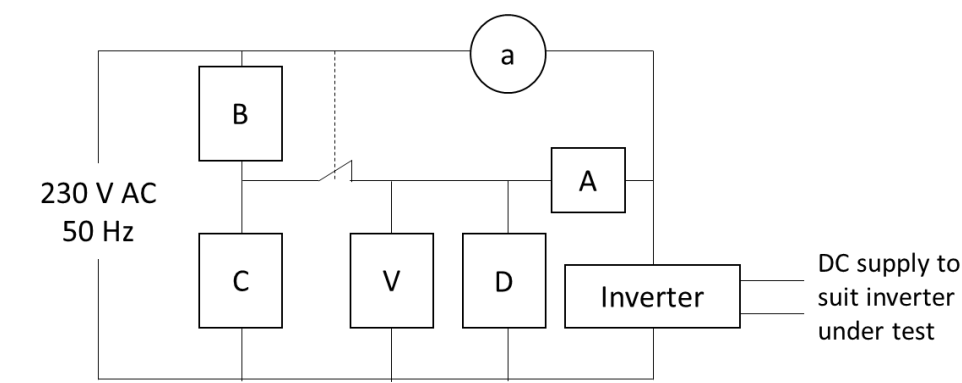 a
B
A
230 V AC
50 Hz
C
V
D
Inverter
DC supply to
suit inverter
under test